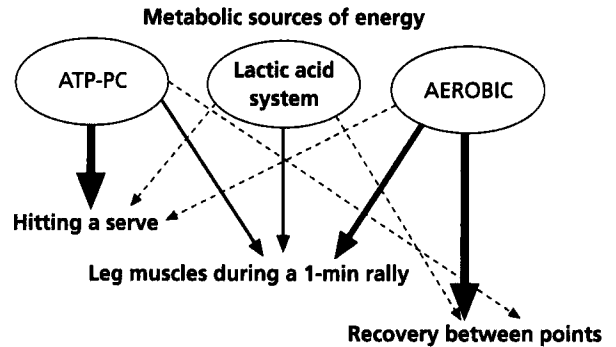 Metabolic sources of energy
ATP-PC
Lactic acid
system
AEROBIC
Hitting a serve
Leg muscles during a 1-min rally
Recovery between points